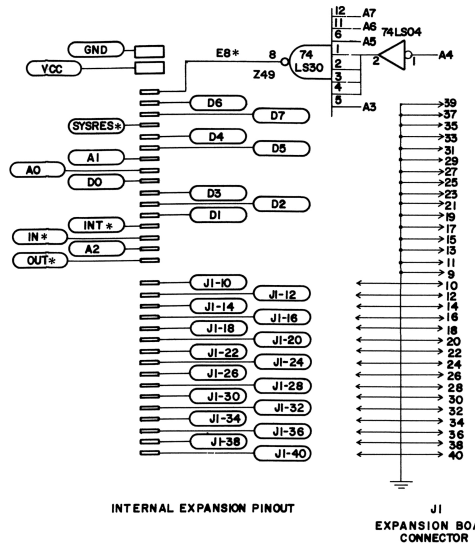 12 A7
11 A6
6 A5
74LS04
1
2
3
4
2 1 A4
5 A3
8 74 LS30
E8*
Z49
GND
VCC
D6
D7
SYSRES*
D4
D5
A1
A0
D0
D3
D2
D1
INT*
IN*
A2
OUT*
J1-10
J1-12
J1-14
J1-16
J1-18
J1-20
J1-22
J1-24
J1-26
J1-28
J1-30
J1-32
J1-34
J1-36
J1-38
J1-40
39
37
35
33
31
29
27
25
23
21
19
17
15
13
11
9
10
12
14
16
18
20
22
24
26
28
30
32
34
36
38
40
INTERNAL EXPANSION PINOUT
J1
EXPANSION BOA
CONNECTOR